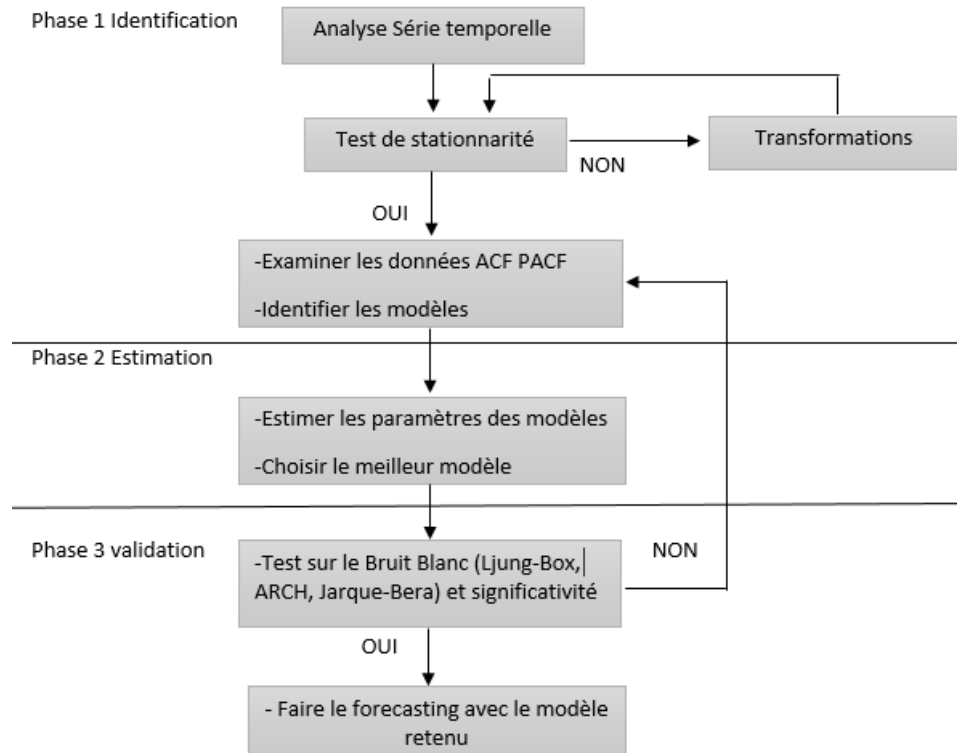 Phase 1 Identification
Analyse Série temporelle
Test de stationnarité
Transformations
NON
OUI
-Examiner les données ACF PACF
-Identifier les modèles
Phase 2 Estimation
-Estimer les paramètres des modèles
-Choisir le meilleur modèle
Phase 3 validation
NON
-Test sur le Bruit Blanc (Ljung-Box,
ARCH, Jarque-Bera) et significativité
OUI
- Faire le forecasting avec le modèle
retenu